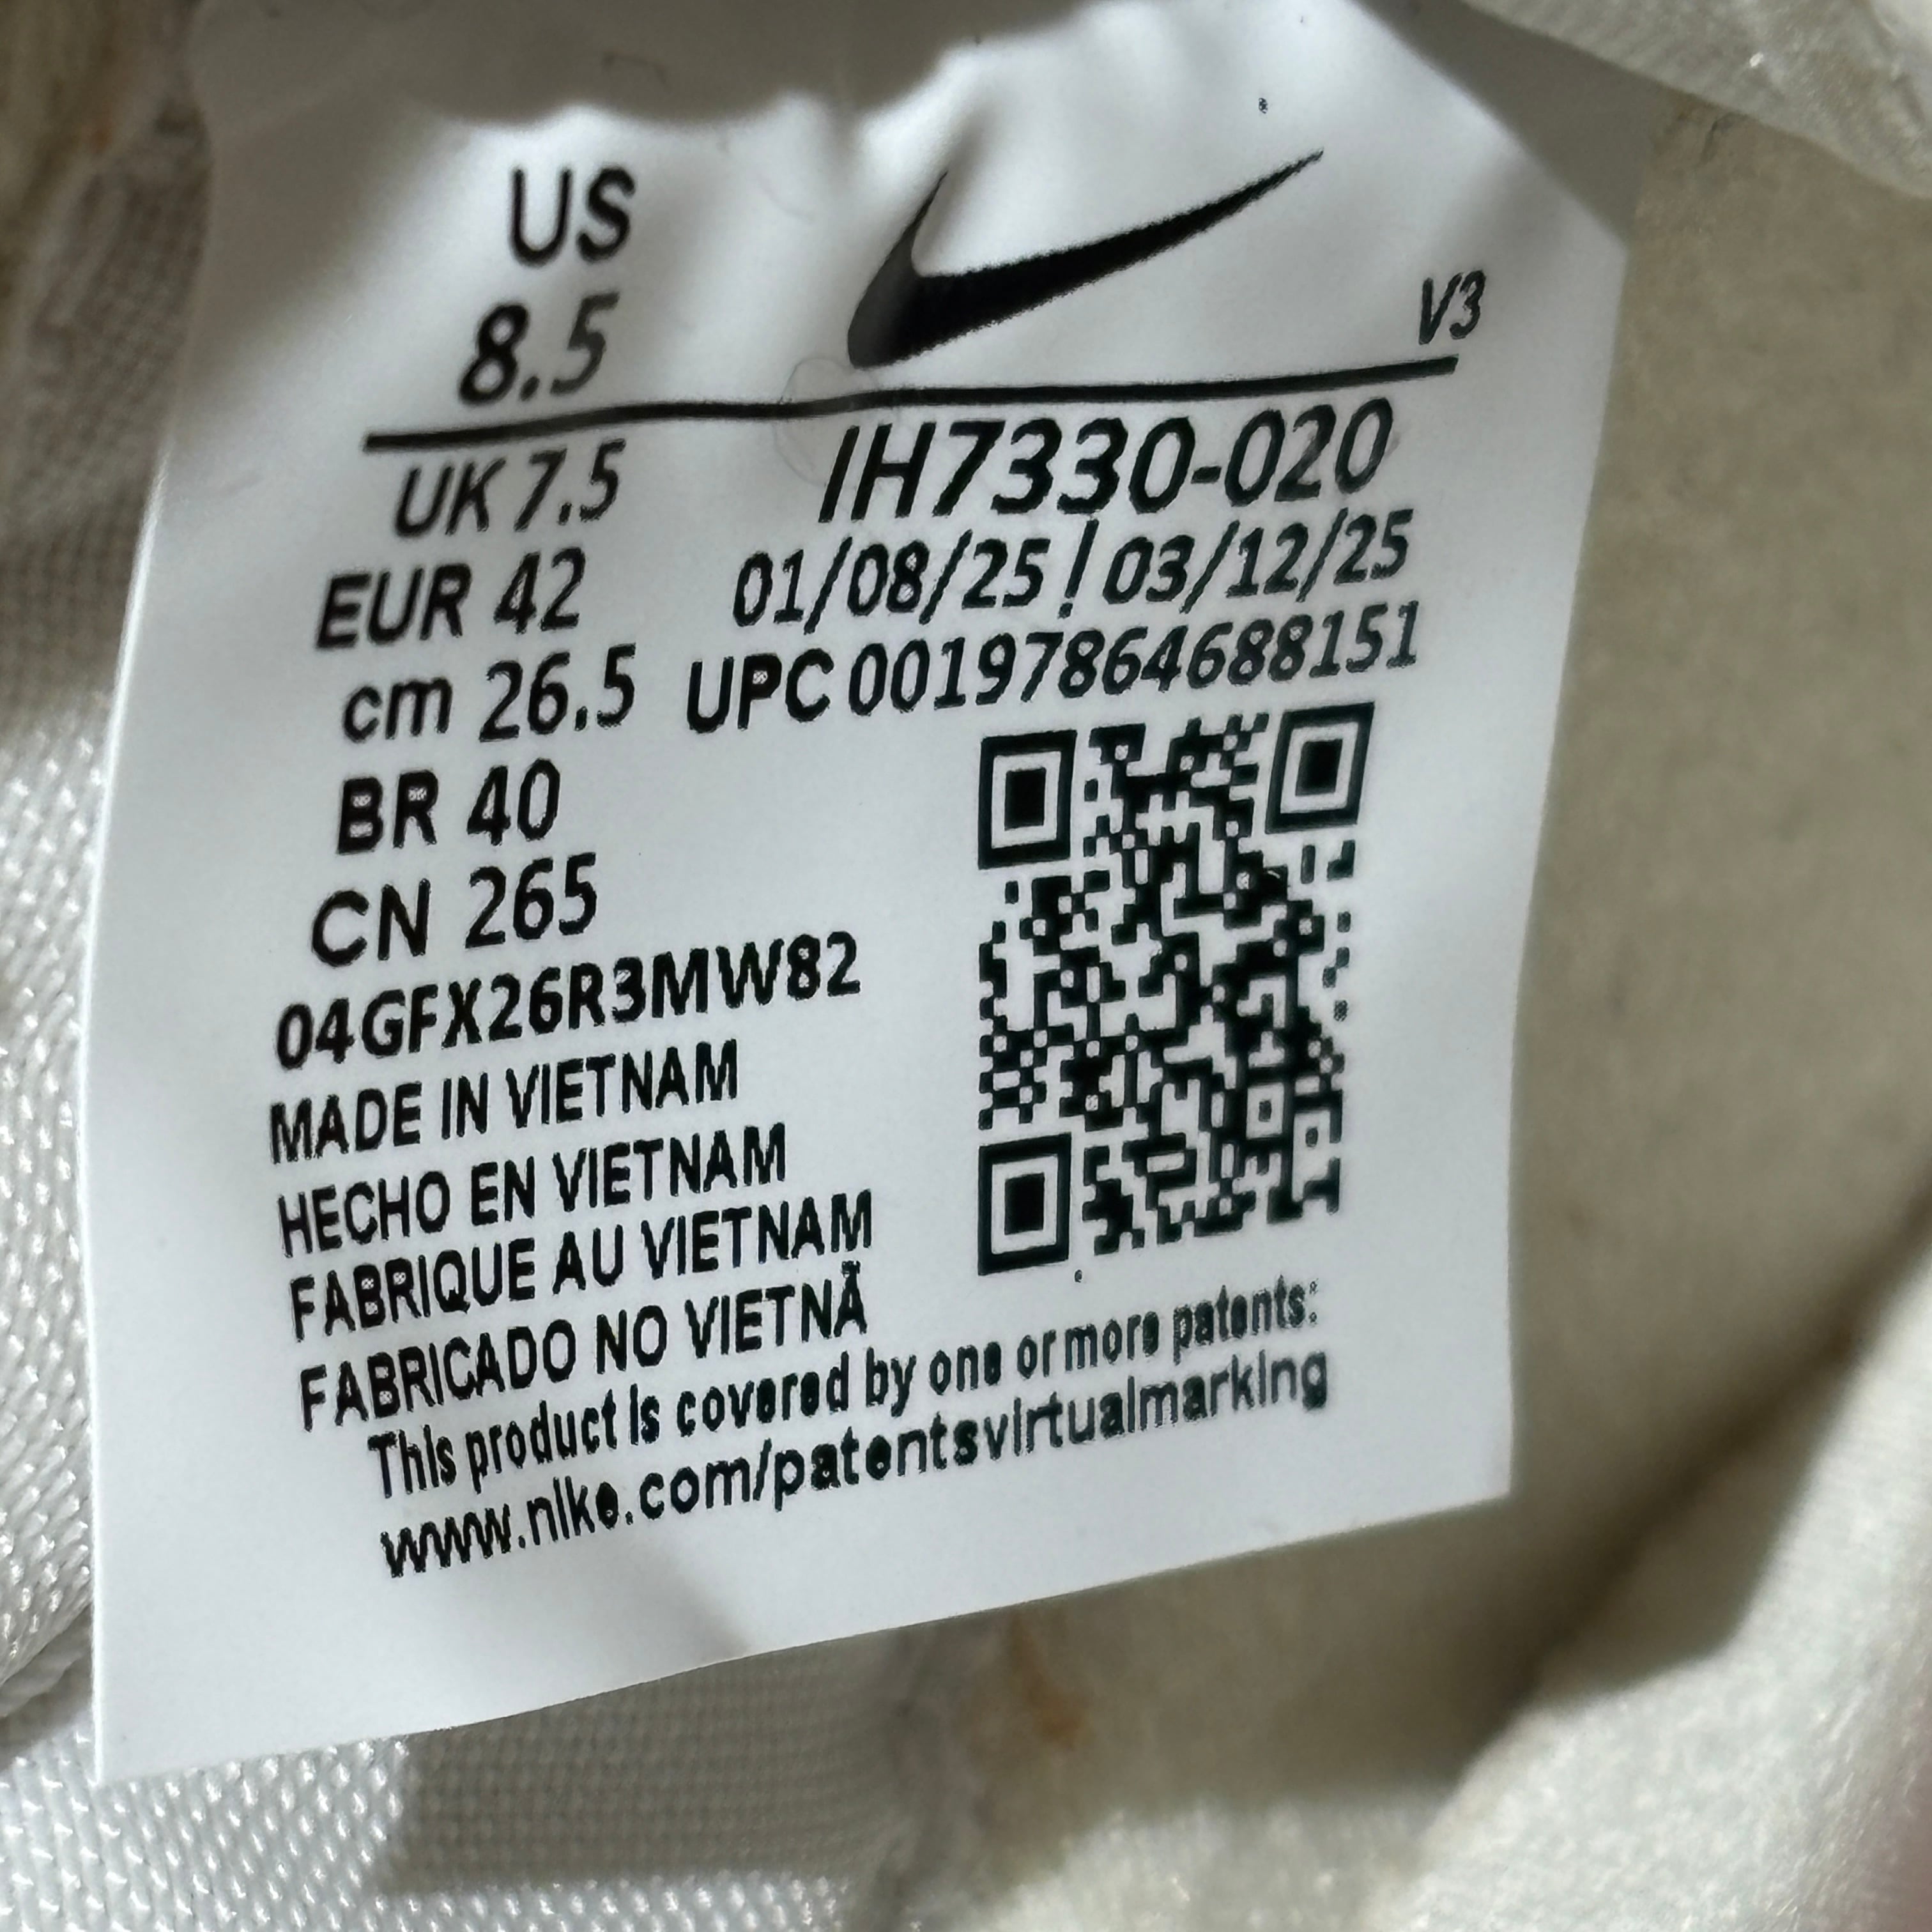 US
8.5
V3
UK 7.5
IH7330-020
EUR 42
01/08/25 ! 03/12/25
cm 26.5
UPC 00197864688151
BR 40
CN 265
04GFX26R3MW82
MADE IN VIETNAM
HECHO EN VIETNAM
FABRIQUE AU VIETNAM
FABRICADO NO VIETNÃ
This product is covered by one or more patents:
www.nike.com/patentsvirtualmarking